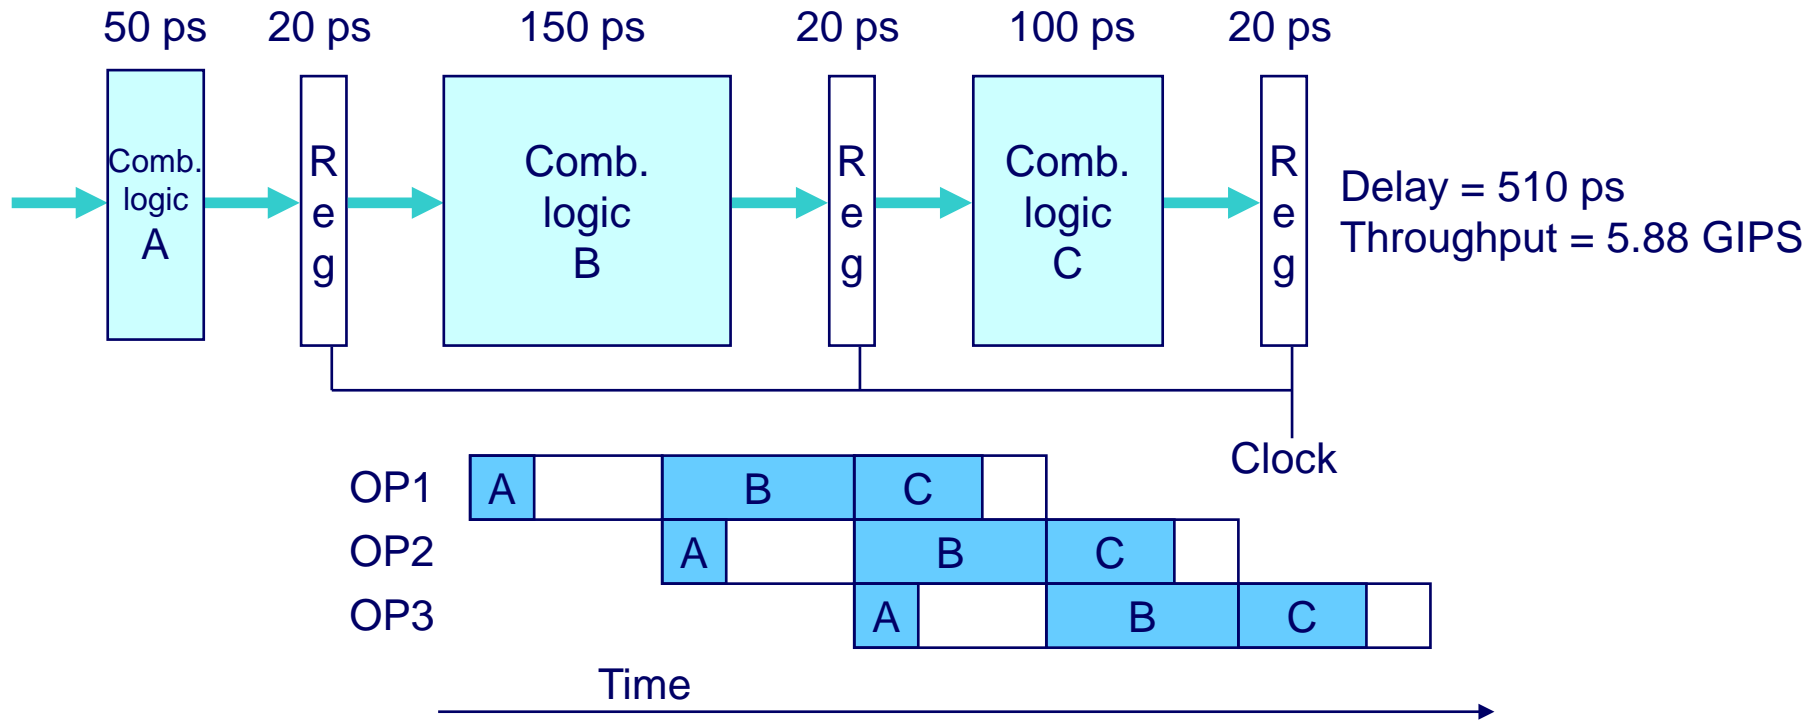 50 ps 20 ps 150 ps 20 ps 100 ps 20 ps
Comb.
logic
A
R
e
g
Comb.
logic
B
R
e
g
Comb.
logic
C
R
e
g
Delay = 510 ps
Throughput = 5.88 GIPS
Clock
OP1 A B C
OP2 A B C
OP3 A B C
Time